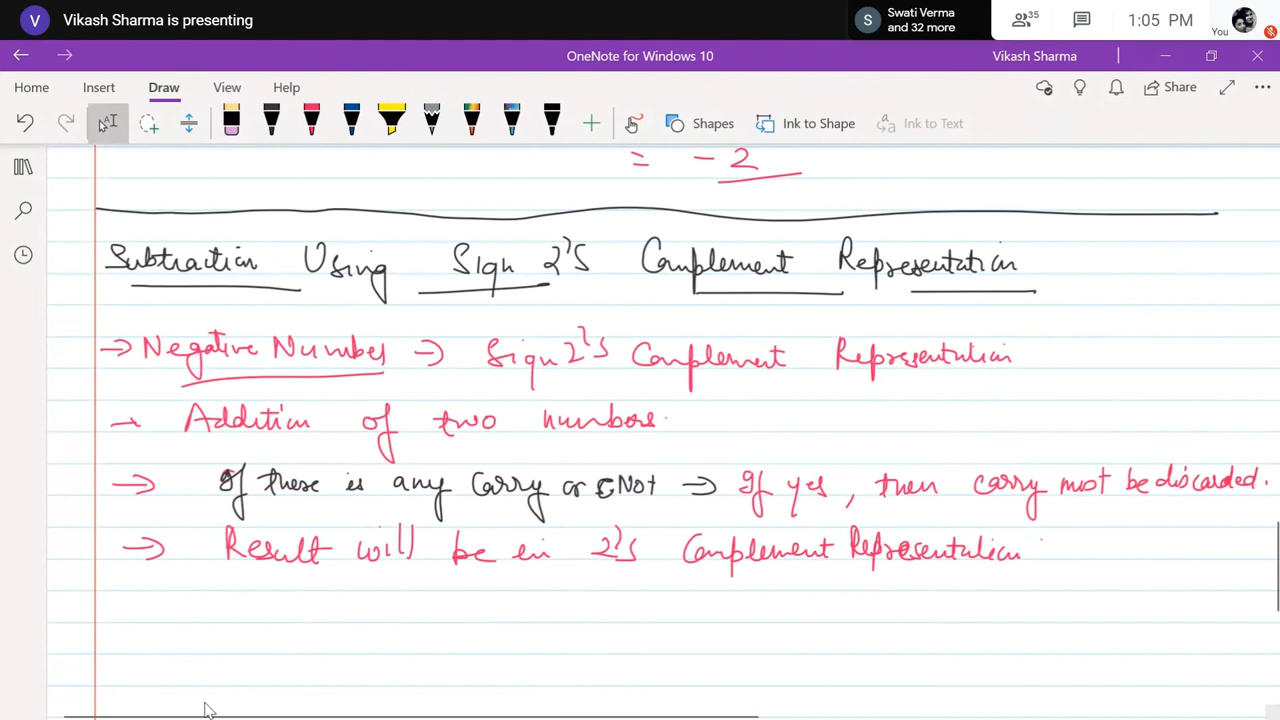 V Vikash Sharma is presenting
S Swati Verma and 32 more
35
1:05 PM
You
OneNote for Windows 10
Vikash Sharma
Home Insert Draw View Help
Share
Shapes
Ink to Shape
Ink to Text
= - 2
Subtraction Using Sign 2's Complement Representation
→ Negative Number → Sign 2's Complement Representation
→ Addition of two numbers.
→ If there is any Carry or Not → If yes, then carry must be discarded.
→ Result will be in 2's Complement Representation